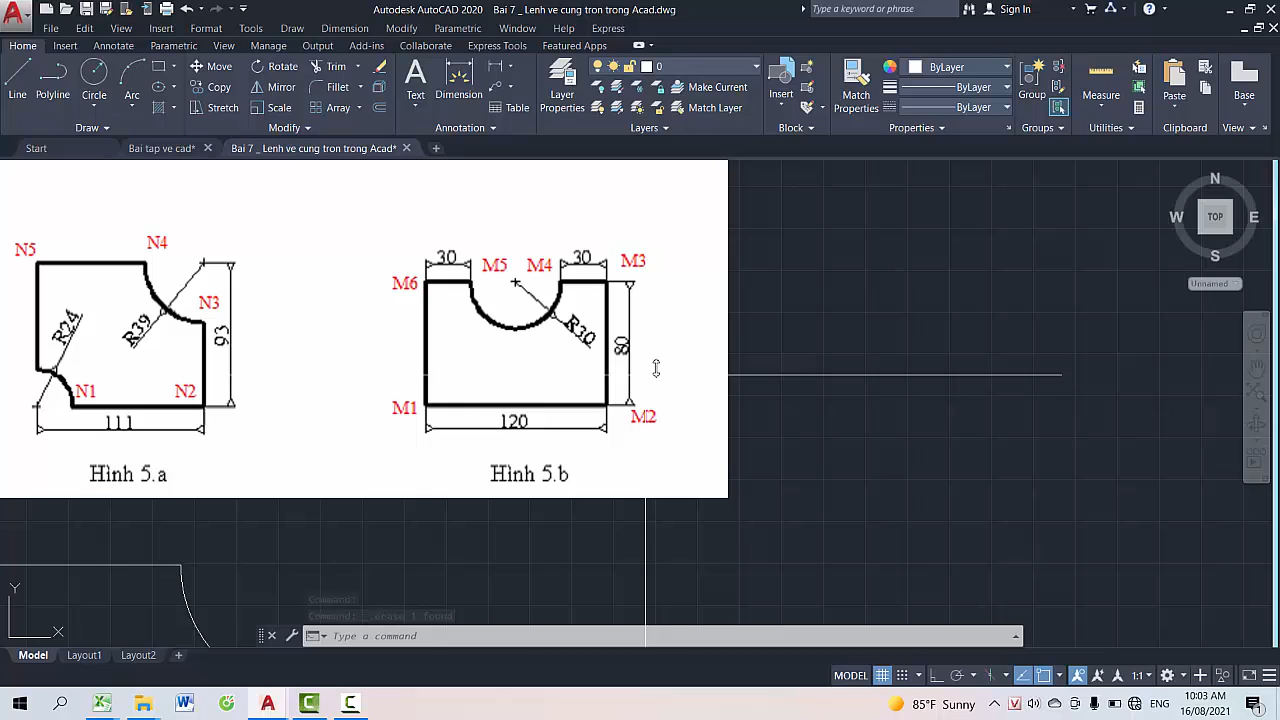 Autodesk AutoCAD 2020   Bai 7 _ Lenh ve cung tron trong Acad.dwg
Type a keyword or phrase
Sign In
File Edit View Insert Format Tools Draw Dimension Modify Parametric Window Help Express
Home Insert Annotate Parametric View Manage Output Add-ins Collaborate Express Tools Featured Apps
Line Polyline Circle Arc
Move Rotate Trim
Copy Mirror Fillet
Stretch Scale Array
Text Dimension
Table
Layer Properties
0
Make Current
Match Layer
Insert
Match Properties
ByLayer
ByLayer
ByLayer
Group
Measure
Paste
Base
Draw Modify Annotation Layers Block Properties Groups Utilities Clipboard View
Start
Bai tap ve cad*
Bai 7 _ Lenh ve cung tron trong Acad*
N5
N4
N3
R39
R24
93
N1
N2
111
Hình 5.a
30
30
M5
M4
M3
M6
R30
80
M1
M2
120
Hình 5.b
N
W
TOP
E
S
Unnamed
Y
X
Command:
Command: _.erase 1 found
Type a command
Model Layout1 Layout2 +
MODEL
1:1
85°F Sunny
ENG
10:03 AM
16/08/2021